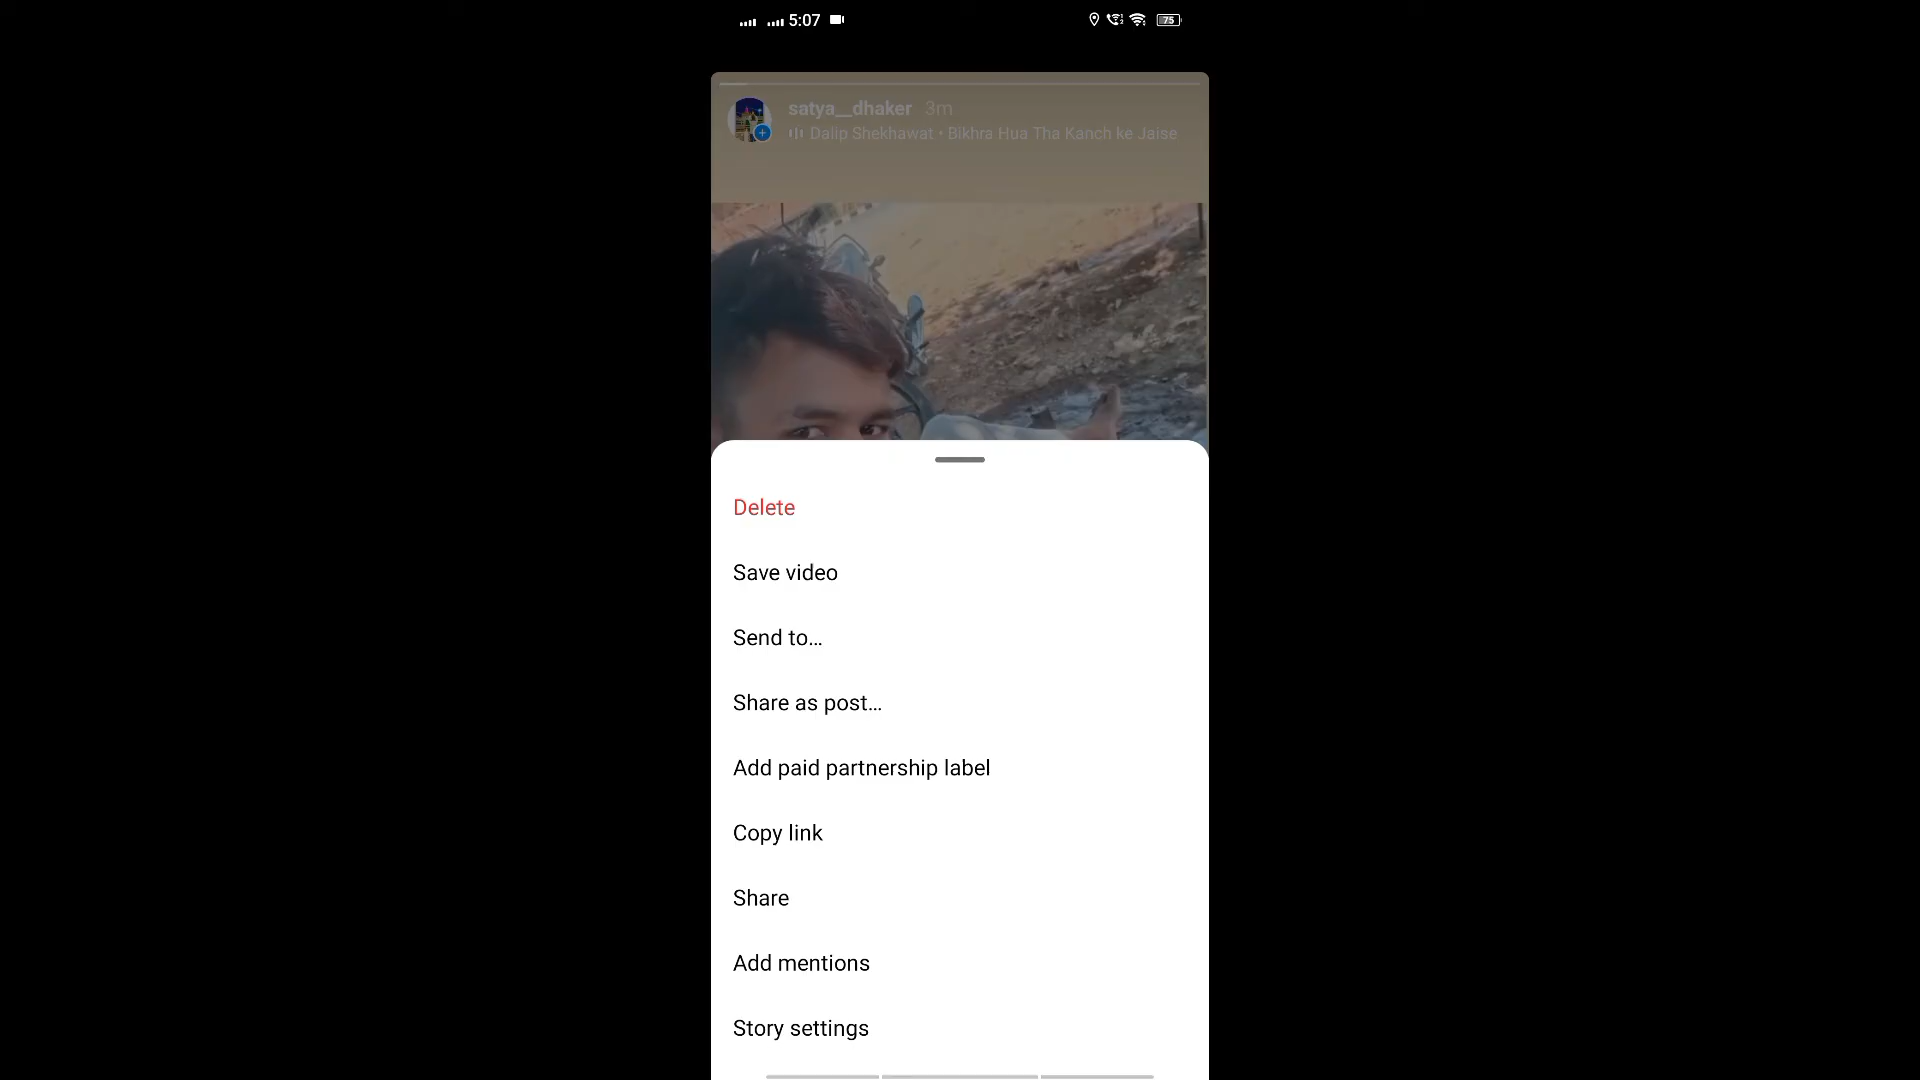 5:07
75
satya__dhaker 3m
Dalip Shekhawat • Bikhra Hua Tha Kanch ke Jaise
Delete
Save video
Send to...
Share as post...
Add paid partnership label
Copy link
Share
Add mentions
Story settings